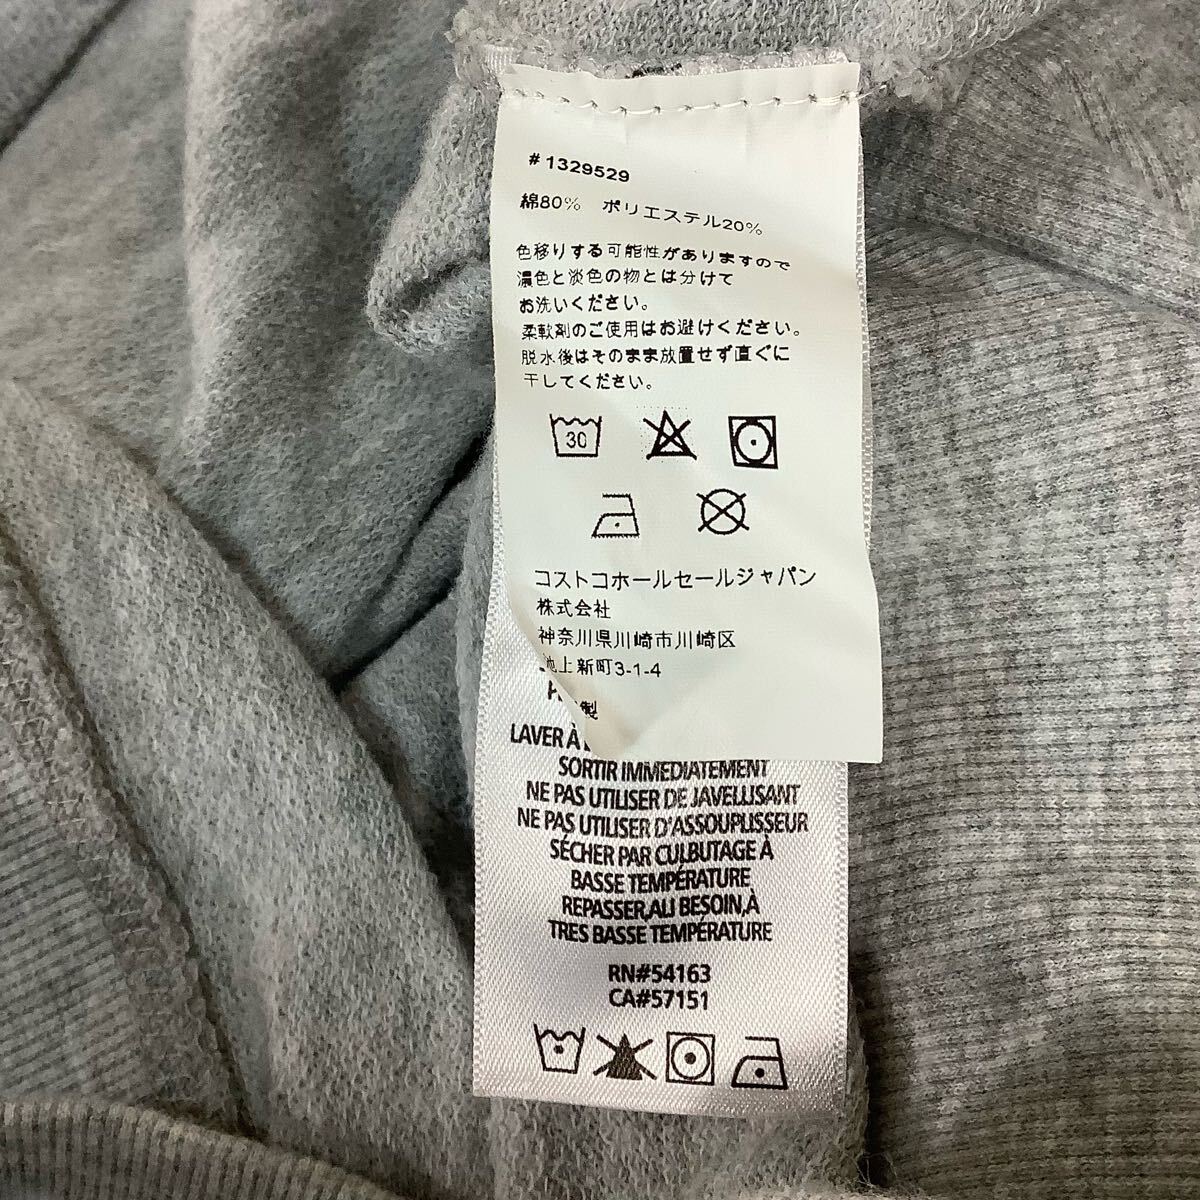 #1329529
綿80% ポリエステル20%
色移りする可能性がありますので
濃色と淡色の物とは分けて
お洗いください。
柔軟剤のご使用はお避けください。
脱水後はそのまま放置せず直ぐに
干してください。
30
コストコホールセールジャパン
株式会社
神奈川県川崎市川崎区
池上新町3-1-4
製
LAVER À
SORTIR IMMÉDIATEMENT
NE PAS UTILISER DE JAVELLISANT
NE PAS UTILISER D'ASSOUPLISSEUR
SÉCHER PAR CULBUTAGE À
BASSE TEMPÉRATURE
REPASSER,AU BESOIN,À
TRES BASSE TEMPÉRATURE
RN#54163
CA#57151